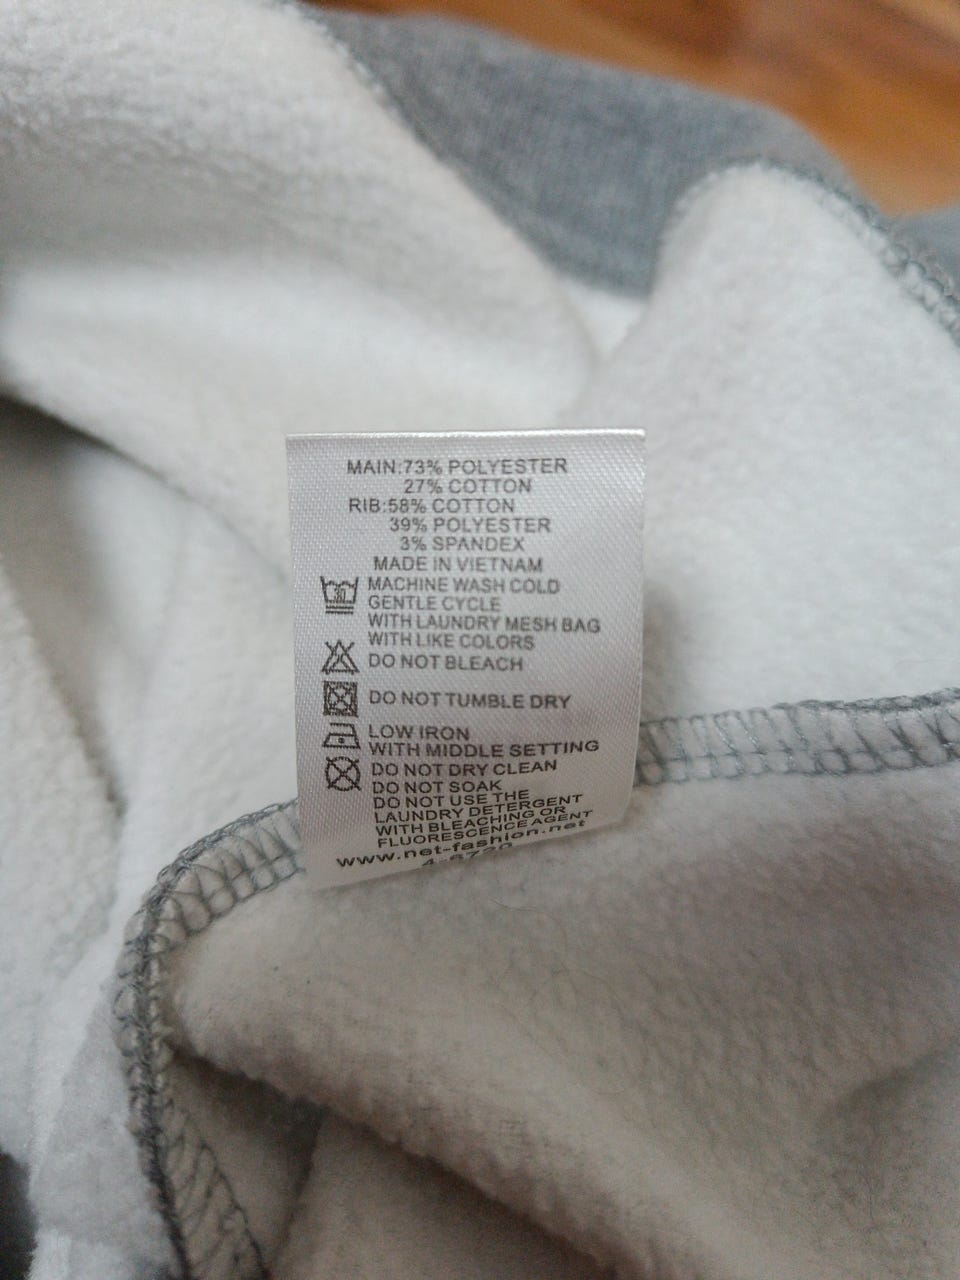 MAIN:73% POLYESTER
27% COTTON
RIB:58% COTTON
39% POLYESTER
3% SPANDEX
MADE IN VIETNAM
30
MACHINE WASH COLD
GENTLE CYCLE
WITH LAUNDRY MESH BAG
WITH LIKE COLORS
DO NOT BLEACH
DO NOT TUMBLE DRY
LOW IRON
WITH MIDDLE SETTING
DO NOT DRY CLEAN
DO NOT SOAK
DO NOT USE THE
LAUNDRY DETERGENT
WITH BLEACHING OR
FLUORESCENCE AGENT
www.net-fashion.net